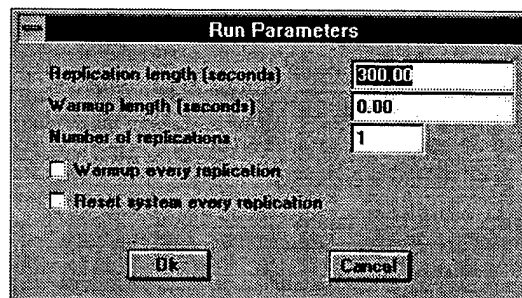 Run Parameters
Replication length (seconds) 300.00
Warmup length (seconds) 0.00
Number of replications 1
Warmup every replication
Reset system every replication
Ok Cancel